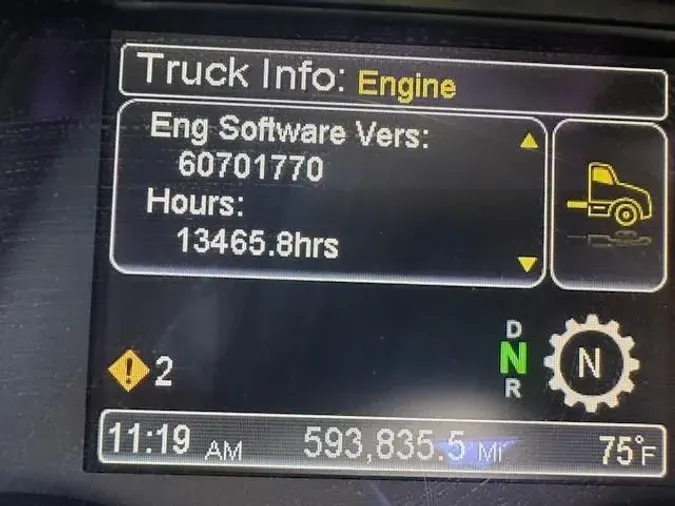 Truck Info: Engine
Eng Software Vers:
60701770
Hours:
13465.8hrs
! 2
D
N
R
N
11:19 AM 593,835.5 Mi 75°F